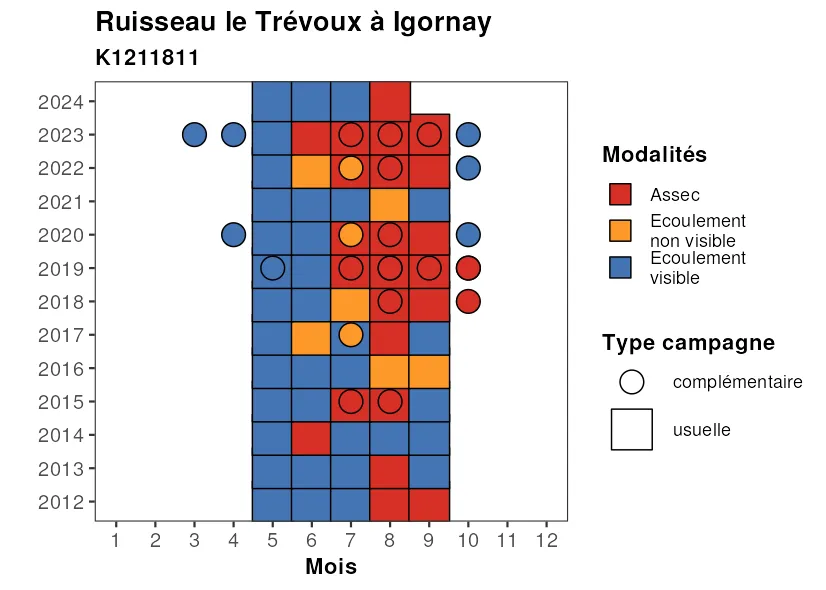 Ruisseau le Trévoux à Igornay
K1211811
2024
2023
2022
2021
2020
2019
2018
2017
2016
2015
2014
2013
2012
1 2 3 4 5 6 7 8 9 10 11 12
Mois
Modalités
Assec
Ecoulement
non visible
Ecoulement
visible
Type campagne
complémentaire
usuelle